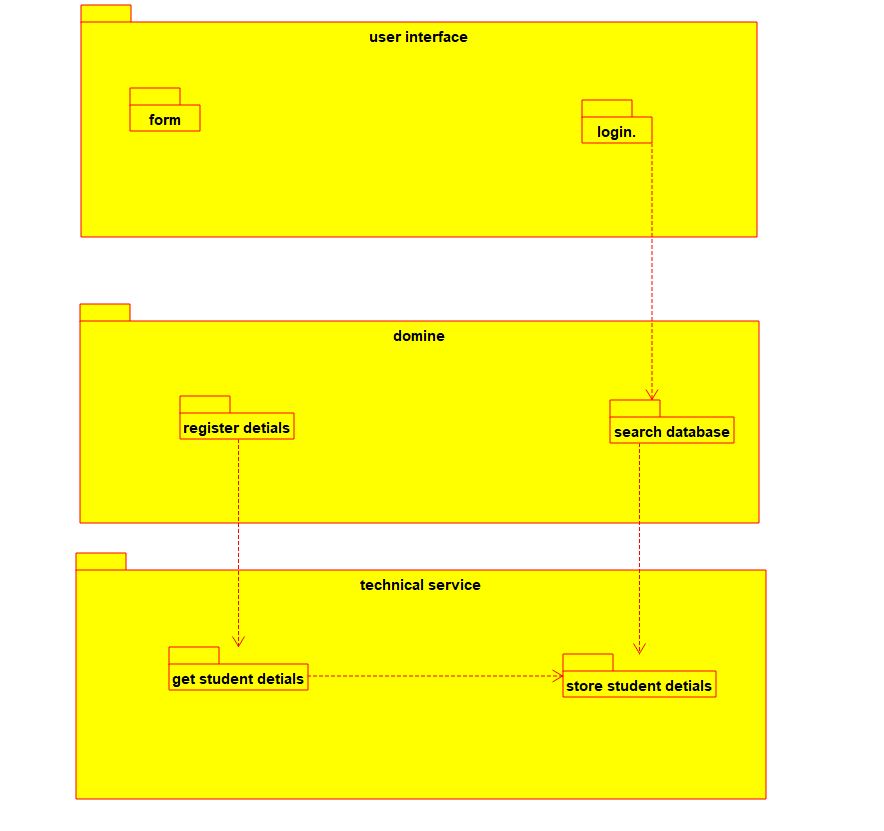 user interface
form
login.
domine
register detials
search database
technical service
get student detials
store student detials